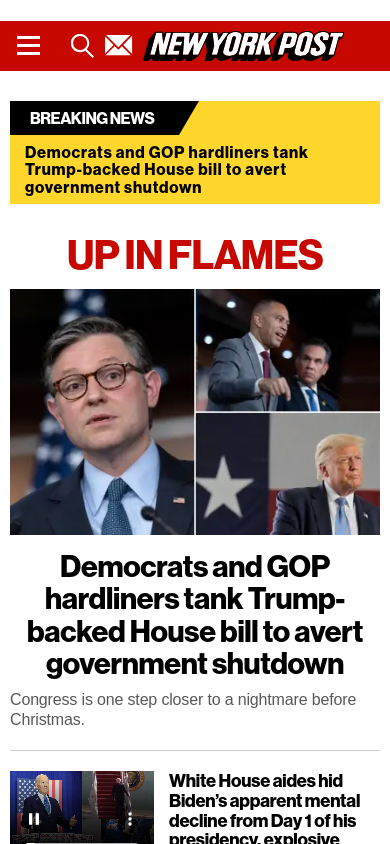 NEW YORK POST
BREAKING NEWS
Democrats and GOP hardliners tank
Trump-backed House bill to avert
government shutdown
UP IN FLAMES
Democrats and GOP
hardliners tank Trump-
backed House bill to avert
government shutdown
Congress is one step closer to a nightmare before
Christmas.
White House aides hid
Biden's apparent mental
decline from Day 1 of his
presidency, explosive